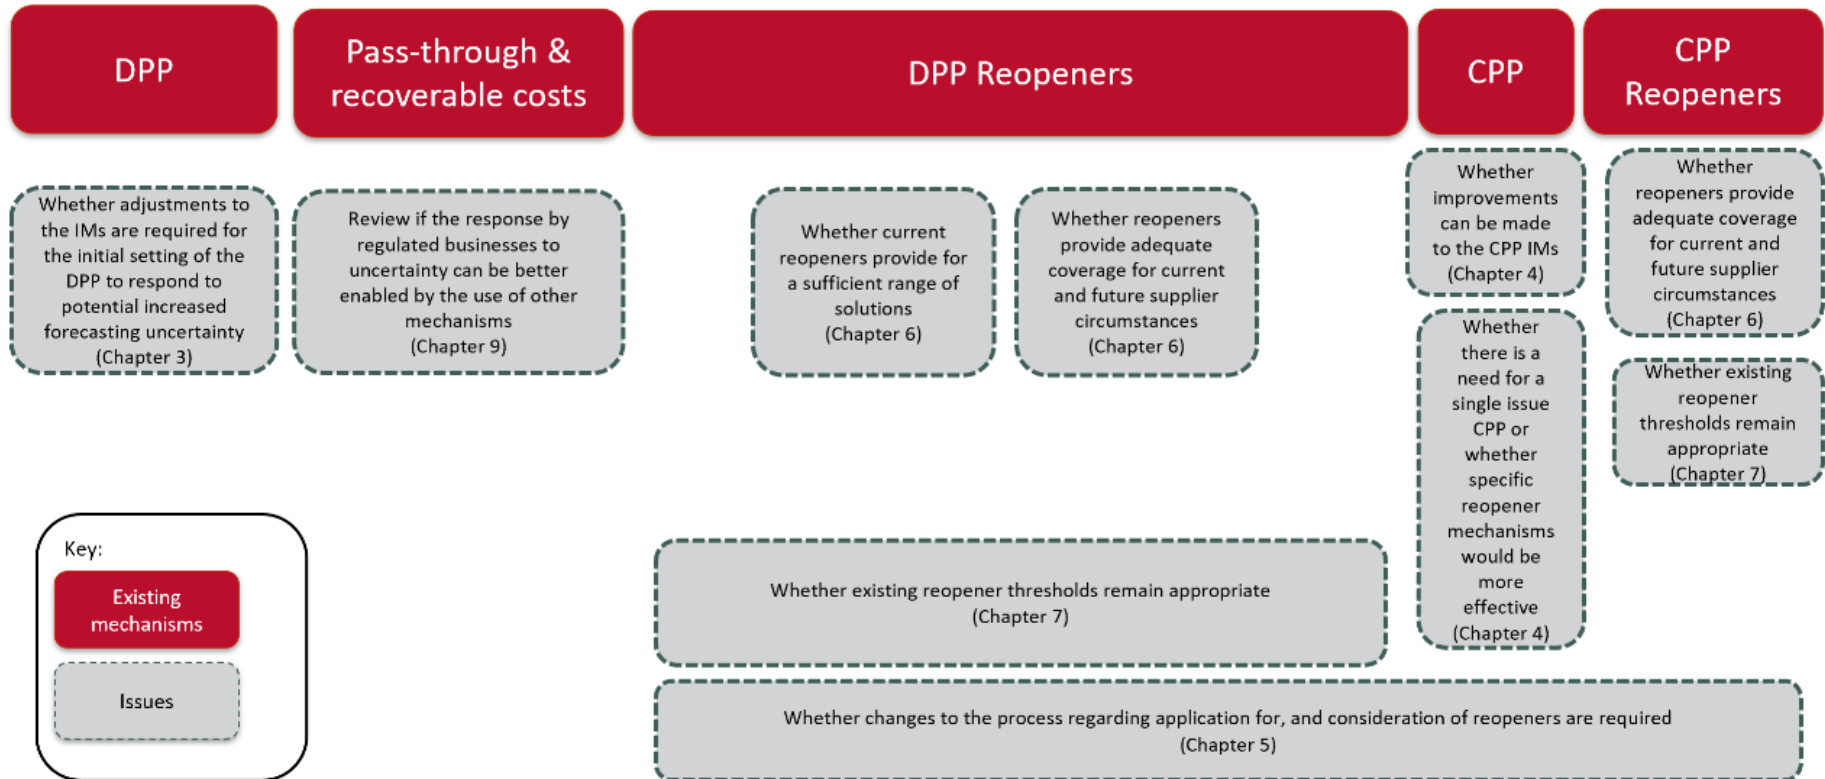 DPP
Pass-through &
recoverable costs
DPP Reopeners
CPP
CPP
Reopeners
Whether adjustments to
the IMs are required for
the initial setting of the
DPP to respond to
potential increased
forecasting uncertainty
(Chapter 3)
Review if the response by
regulated businesses to
uncertainty can be better
enabled by the use of other
mechanisms
(Chapter 9)
Whether current
reopeners provide for
a sufficient range of
solutions
(Chapter 6)
Whether reopeners
provide adequate
coverage for current
and future supplier
circumstances
(Chapter 6)
Whether
improvements
can be made
to the CPP IMs
(Chapter 4)
Whether
there is a
need for a
single issue
CPP or
whether
specific
reopener
mechanisms
would be
more
effective
(Chapter 4)
Whether
reopeners provide
adequate coverage
for current and
future supplier
circumstances
(Chapter 6)
Whether existing
reopener
thresholds remain
appropriate
(Chapter 7)
Whether existing reopener thresholds remain appropriate
(Chapter 7)
Whether changes to the process regarding application for, and consideration of reopeners are required
(Chapter 5)
Key:
Existing
mechanisms
Issues